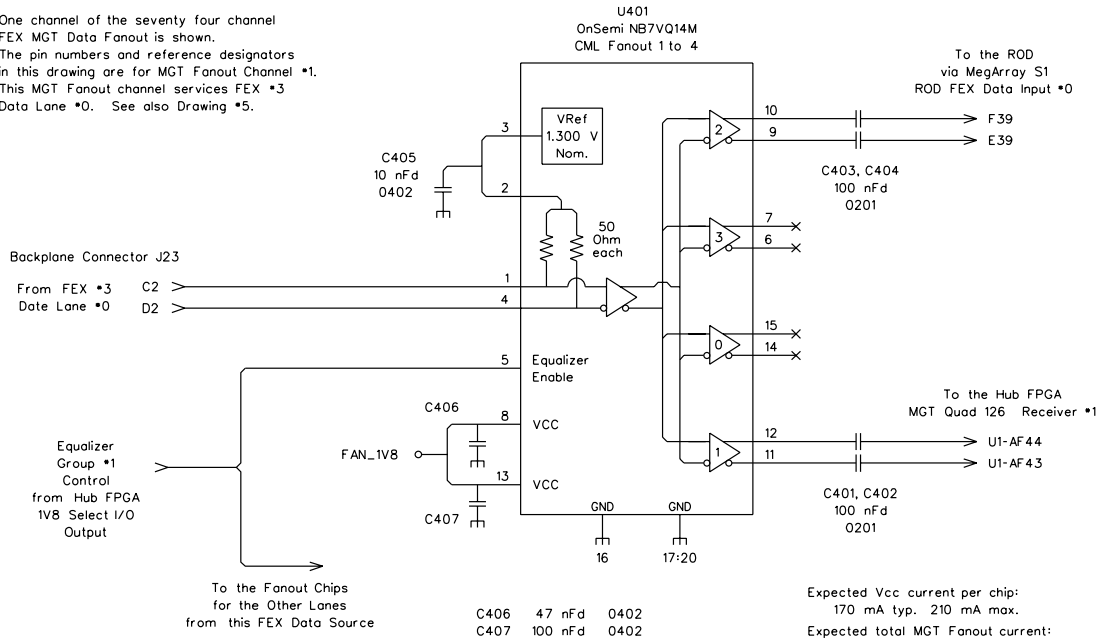 One channel of the seventy four channel
FEX MGT Data Fanout is shown.
The pin numbers and reference designators
in this drawing are for MGT Fanout Channel *1.
This MGT Fanout channel services FEX *3
Data Lane *0. See also Drawing *5.
U401
OnSemi NB7VQ14M
CML Fanout 1 to 4
To the ROD
via MegArray S1
ROD FEX Data Input *0
VRef
1.300 V
Nom.
3
2
C405
10 nFd
0402
50
Ohm
each
2
10
9
F39
E39
C403, C404
100 nFd
0201
3
7
6
Backplane Connector J23
From FEX *3
Date Lane *0
C2
D2
1
4
0
15
14
5
Equalizer
Enable
To the Hub FPGA
MGT Quad 126 Receiver *1
C406
8
VCC
FAN_1V8
13
VCC
C407
1
12
11
U1-AF44
U1-AF43
C401, C402
100 nFd
0201
Equalizer
Group *1
Control
from Hub FPGA
1V8 Select I/O
Output
GND
GND
16
17:20
To the Fanout Chips
for the Other Lanes
from this FEX Data Source
C406 47 nFd 0402
C407 100 nFd 0402
Expected Vcc current per chip:
170 mA typ. 210 mA max.
Expected total MGT Fanout current: